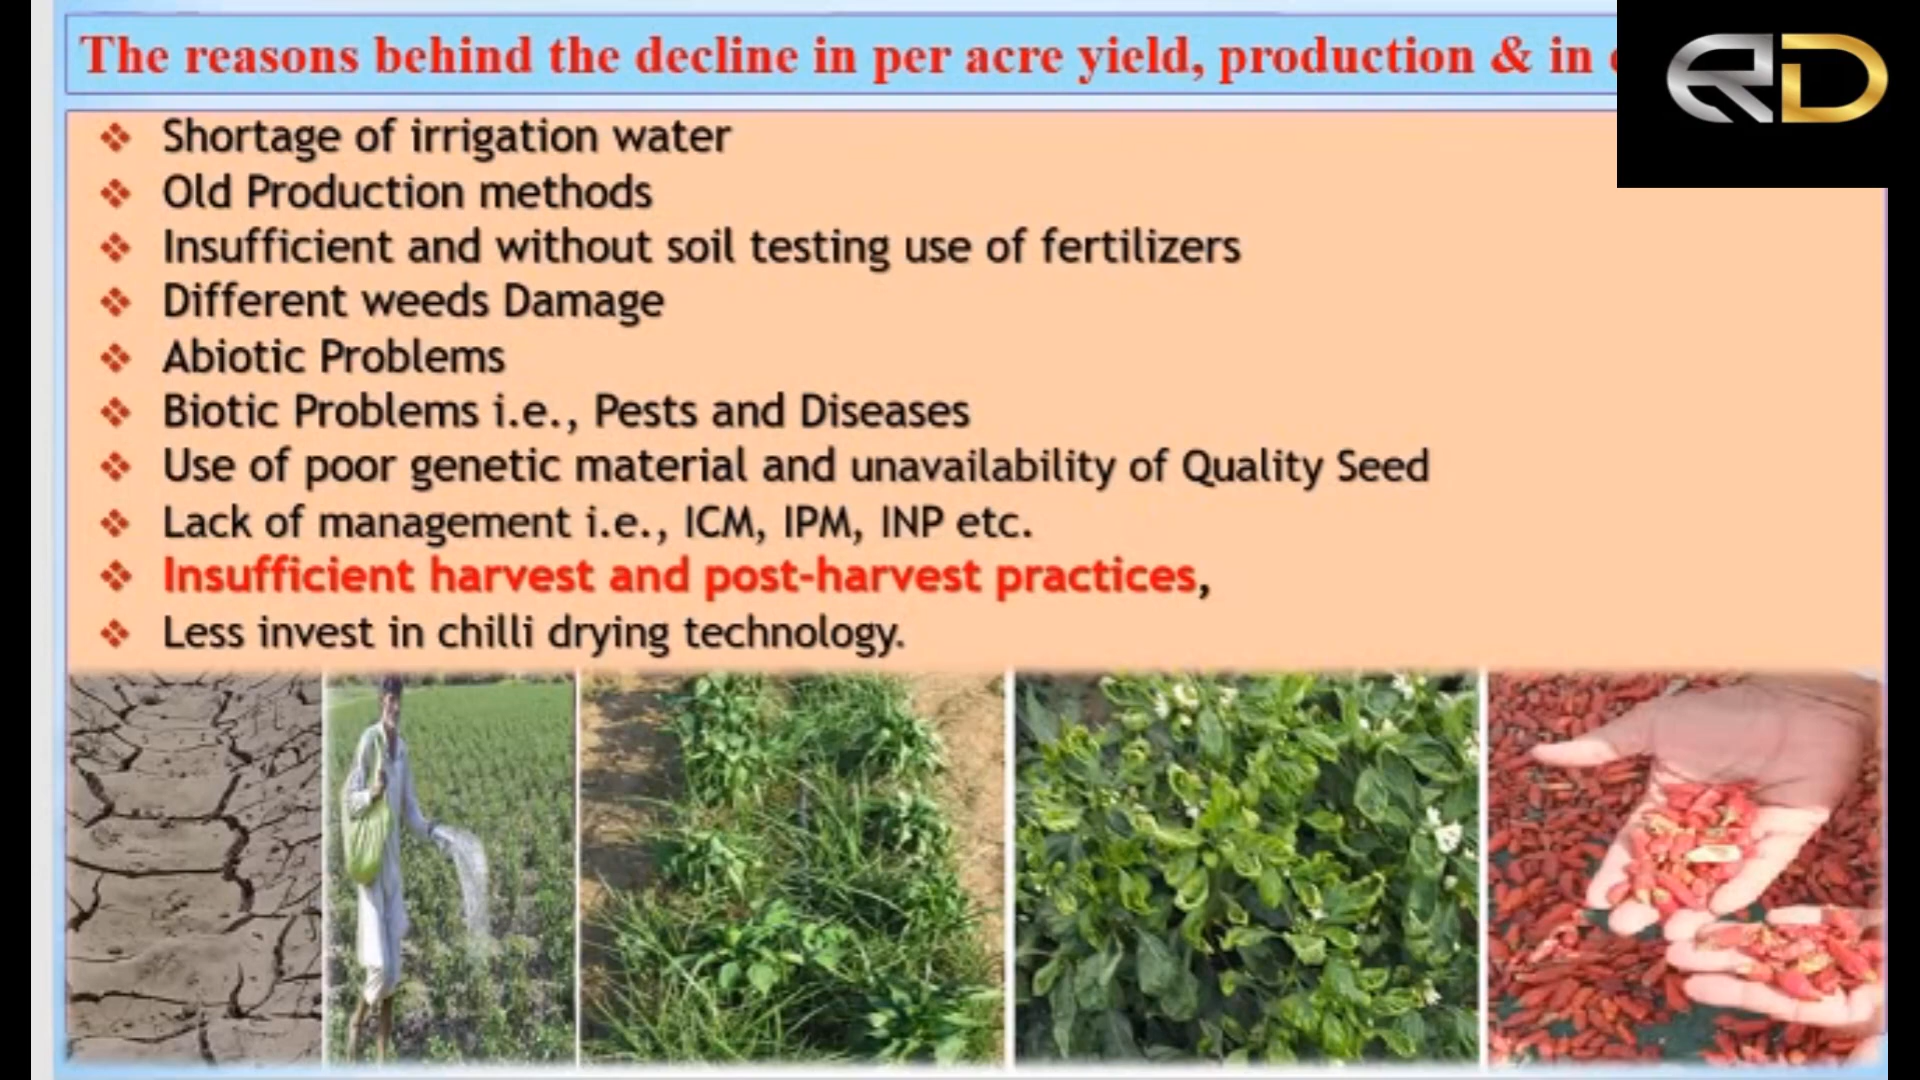 The reasons behind the decline in per acre yield, production & in
RD
Shortage of irrigation water
Old Production methods
Insufficient and without soil testing use of fertilizers
Different weeds Damage
Abiotic Problems
Biotic Problems i.e., Pests and Diseases
Use of poor genetic material and unavailability of Quality Seed
Lack of management i.e., ICM, IPM, INP etc.
Insufficient harvest and post-harvest practices,
Less invest in chilli drying technology.